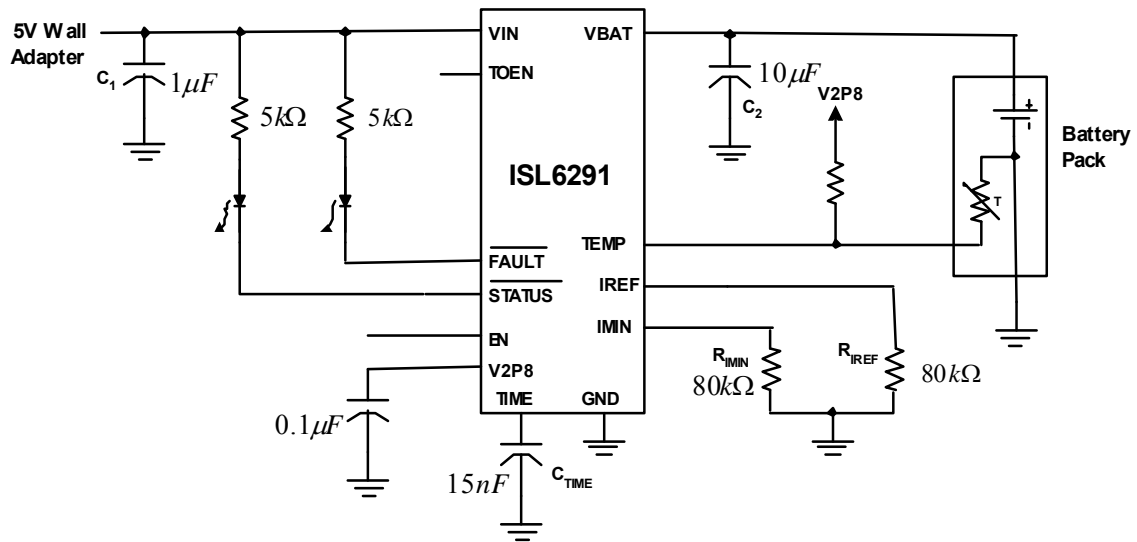 5V Wall
Adapter
C1
1μF
5kΩ
5kΩ
VIN
TOEN
ISL6291
FAULT
STATUS
EN
V2P8
TIME
GND
VBAT
TEMP
IREF
IMIN
10μF
C2
V2P8
+
-
T
Battery
Pack
RIMIN
80kΩ
RIREF
80kΩ
0.1μF
15nF
CTIME